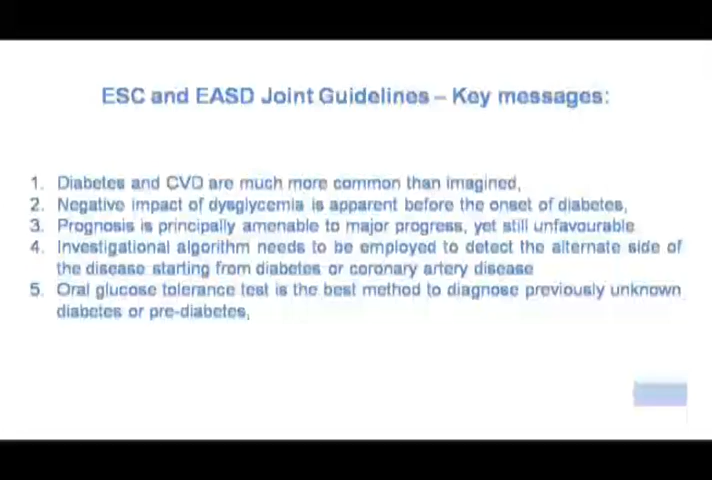 ESC and EASD Joint Guidelines – Key messages:
1. Diabetes and CVD are much more common than imagined,
2. Negative impact of dysglycemia is apparent before the onset of diabetes,
3. Prognosis is principally amenable to major progress, yet still unfavourable
4. Investigational algorithm needs to be employed to detect the alternate side of
the disease starting from diabetes or coronary artery disease
5. Oral glucose tolerance test is the best method to diagnose previously unknown
diabetes or pre-diabetes,